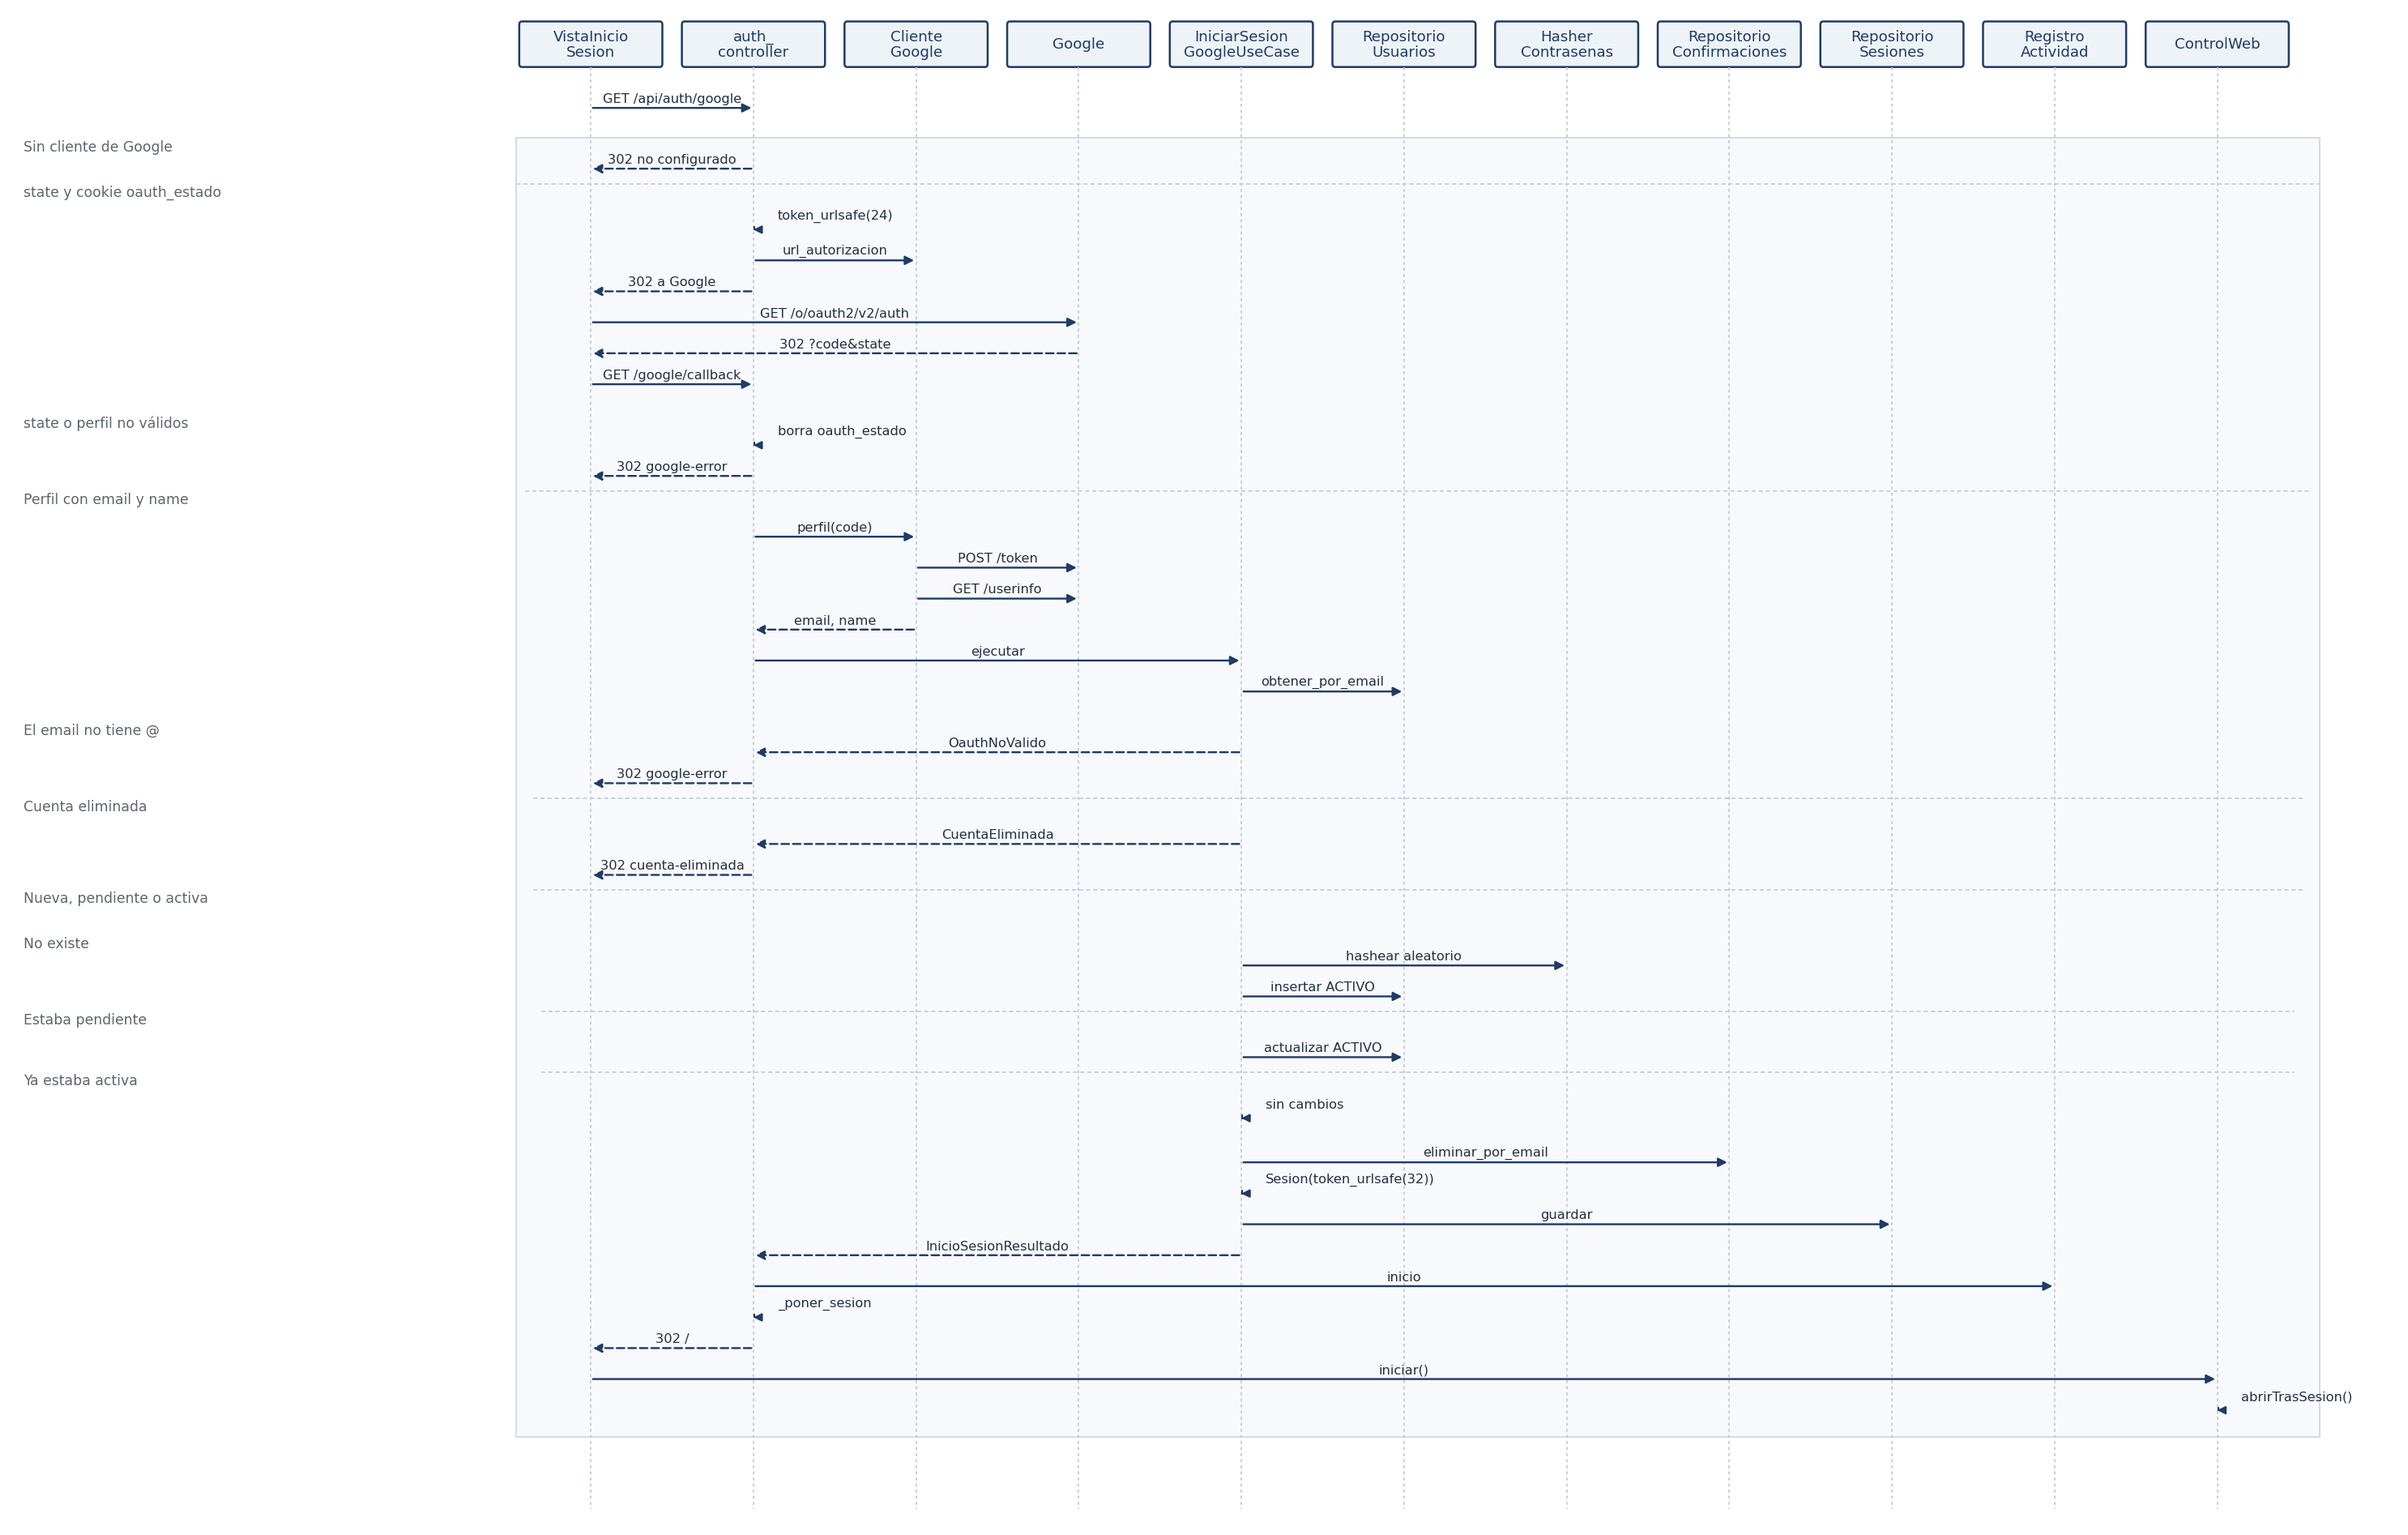 VistaInicio
Sesion
auth_
controller
Cliente
Google
Google
IniciarSesion
GoogleUseCase
Repositorio
Usuarios
Hasher
Contrasenas
Repositorio
Confirmaciones
Repositorio
Sesiones
Registro
Actividad
ControlWeb
GET /api/auth/google
Sin cliente de Google
302 no configurado
state y cookie oauth_estado
token_urlsafe(24)
url_autorizacion
302 a Google
GET /o/oauth2/v2/auth
302 ?code&state
GET /google/callback
state o perfil no válidos
borra oauth_estado
302 google-error
Perfil con email y name
perfil(code)
POST /token
GET /userinfo
email, name
ejecutar
obtener_por_email
El email no tiene @
OauthNoValido
302 google-error
Cuenta eliminada
CuentaEliminada
302 cuenta-eliminada
Nueva, pendiente o activa
No existe
hashear aleatorio
insertar ACTIVO
Estaba pendiente
actualizar ACTIVO
Ya estaba activa
sin cambios
eliminar_por_email
Sesion(token_urlsafe(32))
guardar
InicioSesionResultado
inicio
_poner_sesion
302 /
iniciar()
abrirTrasSesion()